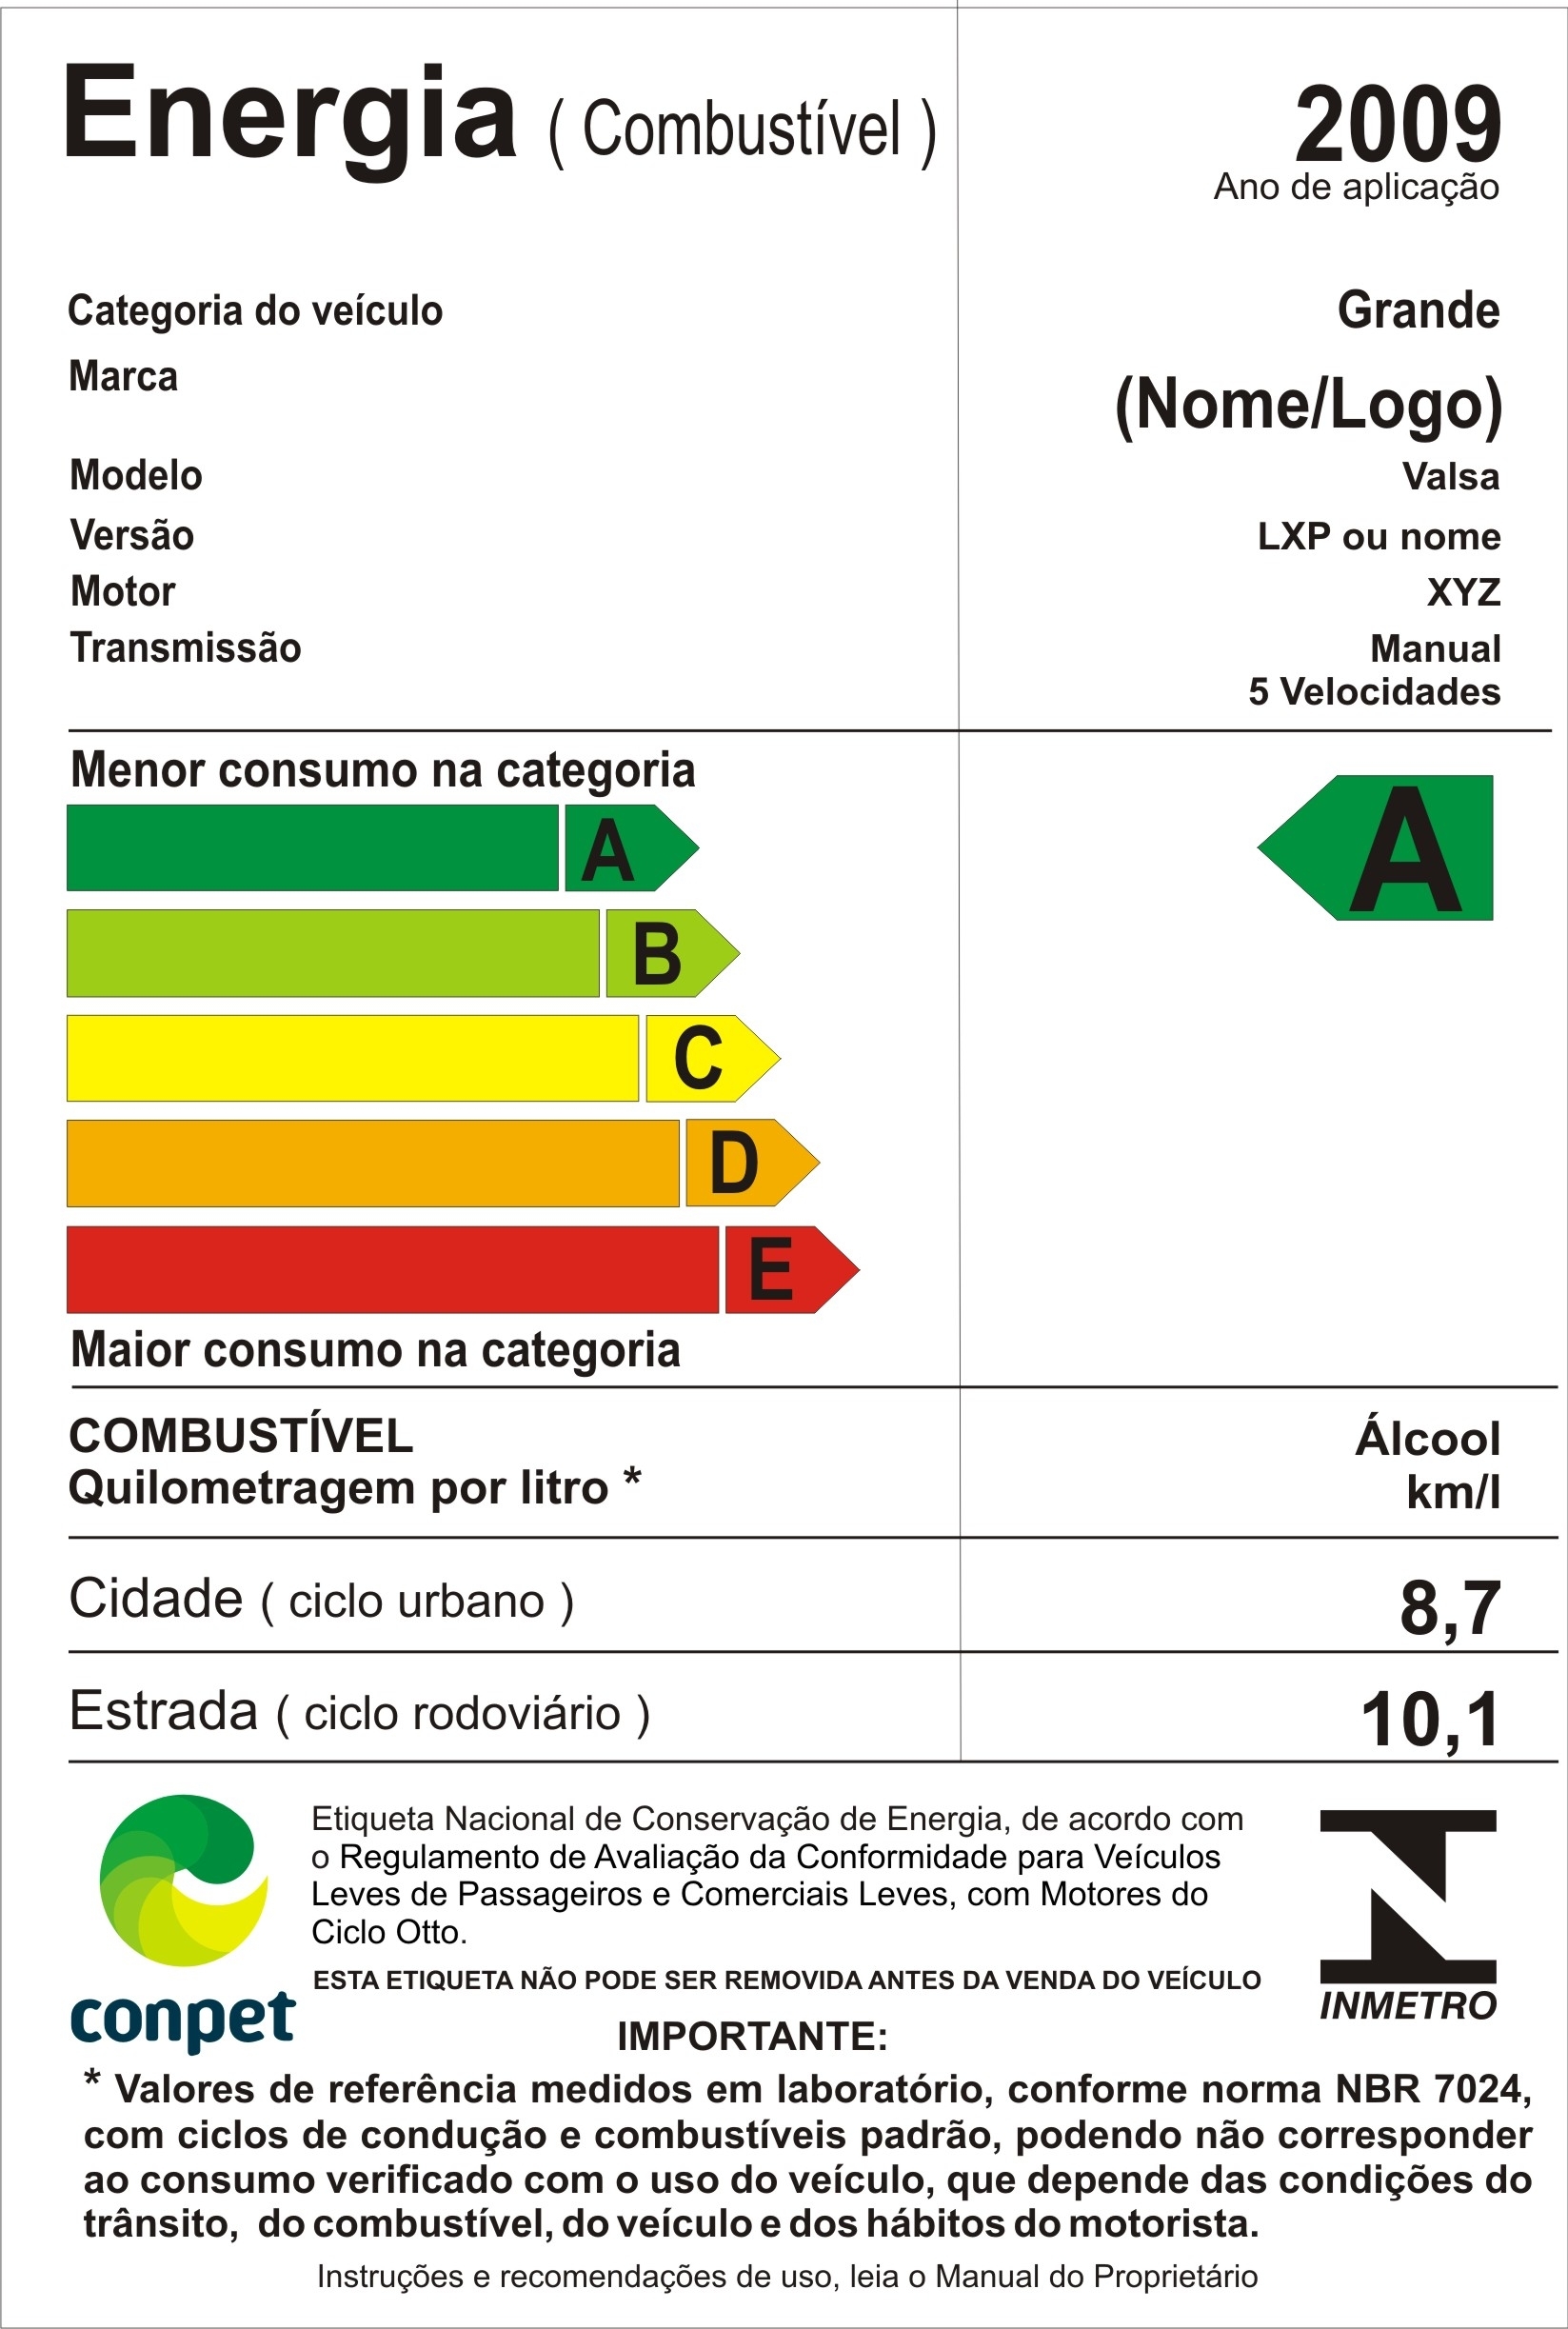 Energia ( Combustível )
2009
Ano de aplicação
Categoria do veículo
Grande
Marca
(Nome/Logo)
Modelo
Valsa
Versão
LXP ou nome
Motor
XYZ
Transmissão
Manual
5 Velocidades
Menor consumo na categoria
A
A
B
C
D
E
Maior consumo na categoria
COMBUSTÍVEL
Álcool
Quilometragem por litro *
km/l
Cidade ( ciclo urbano )
8,7
Estrada ( ciclo rodoviário )
10,1
Etiqueta Nacional de Conservação de Energia, de acordo com
o Regulamento de Avaliação da Conformidade para Veículos
Leves de Passageiros e Comerciais Leves, com Motores do
Ciclo Otto.
ESTA ETIQUETA NÃO PODE SER REMOVIDA ANTES DA VENDA DO VEÍCULO
conpet
INMETRO
IMPORTANTE:
* Valores de referência medidos em laboratório, conforme norma NBR 7024,
com ciclos de condução e combustíveis padrão, podendo não corresponder
ao consumo verificado com o uso do veículo, que depende das condições do
trânsito, do combustível, do veículo e dos hábitos do motorista.
Instruções e recomendações de uso, leia o Manual do Proprietário